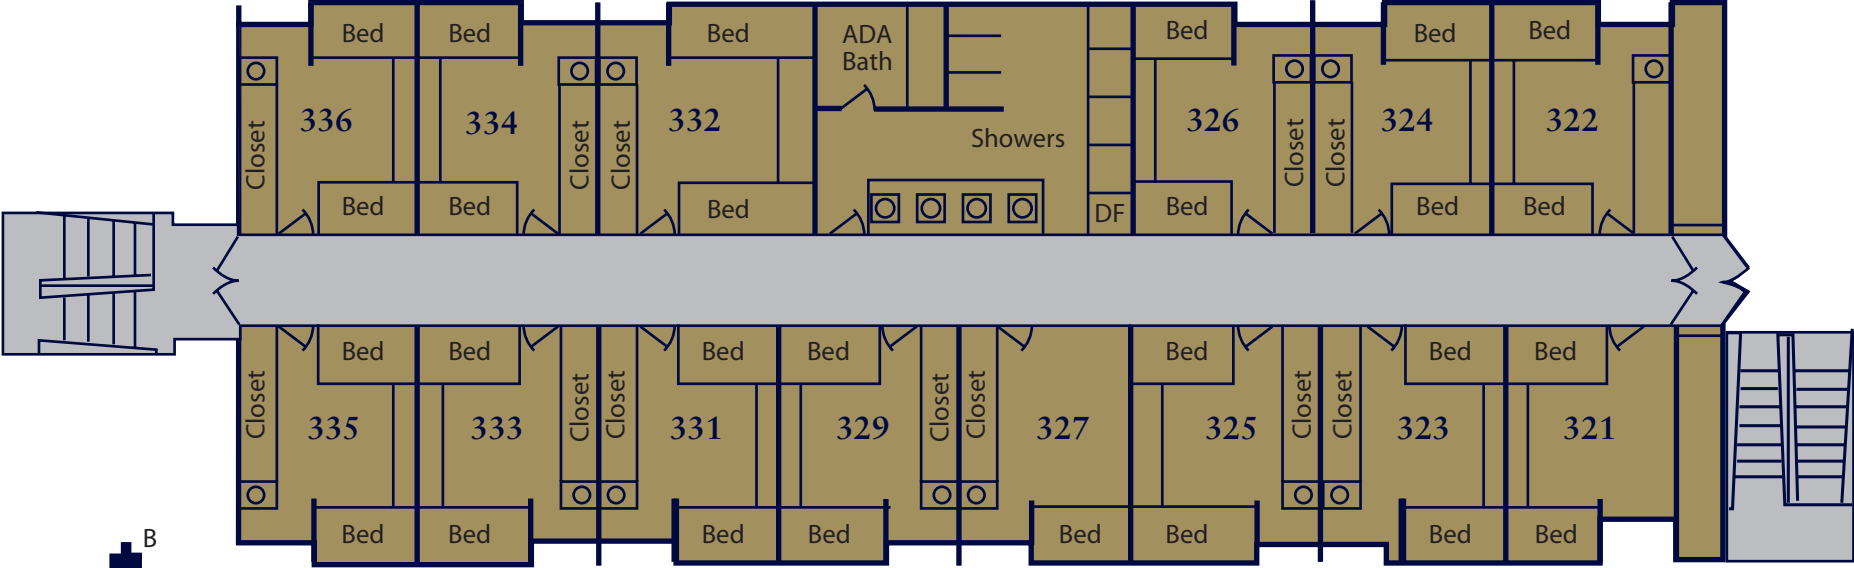 Bed Bed Bed ADA Bed Bed Bed
Bath
336 334 332 326 324 322
Closet Closet Closet Showers Closet Closet
Bed Bed Bed DF Bed Bed Bed
Bed Bed Bed Bed Bed Bed Bed
Closet Closet Closet Closet Closet Closet Closet
335 333 331 329 327 325 323 321
Bed Bed Bed Bed Bed Bed Bed Bed
B